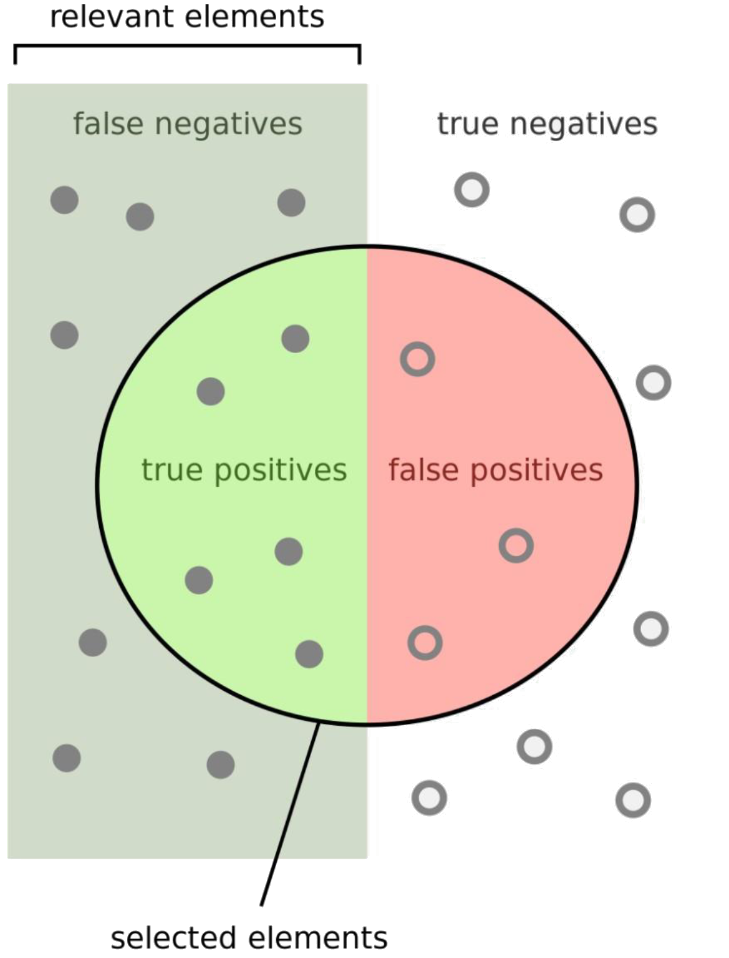 relevant elements
false negatives
true negatives
true positives
false positives
selected elements